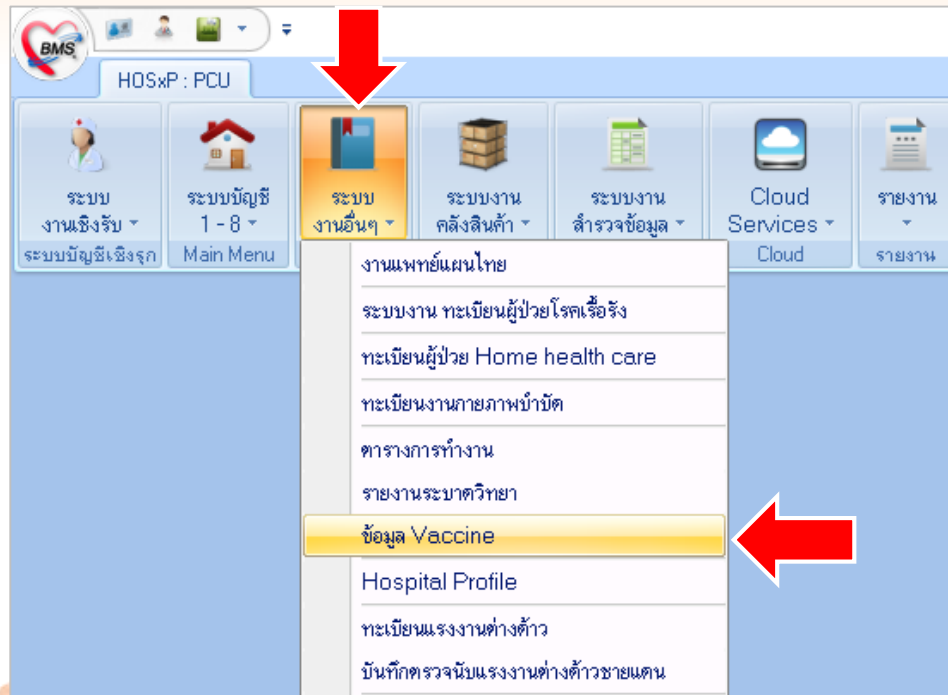 BMS
HOSxP : PCU
ระบบ
งานเชิงรับ
ระบบบัญชี
1 - 8
ระบบ
งานอื่นๆ
ระบบงาน
คลังสินค้า
ระบบงาน
สำรวจข้อมูล
Cloud
Services
รายงาน
ระบบบัญชีเชิงรุก
Main Menu
Cloud
รายงาน
งานแพทย์แผนไทย
ระบบงาน ทะเบียนผู้ป่วยโรคเรื้อรัง
ทะเบียนผู้ป่วย Home health care
ทะเบียนงานกายภาพบำบัด
ตารางการทำงาน
รายงานระบาดวิทยา
ข้อมูล Vaccine
Hospital Profile
ทะเบียนแรงงานต่างด้าว
บันทึกตรวจนับแรงงานต่างด้าวชายแดน